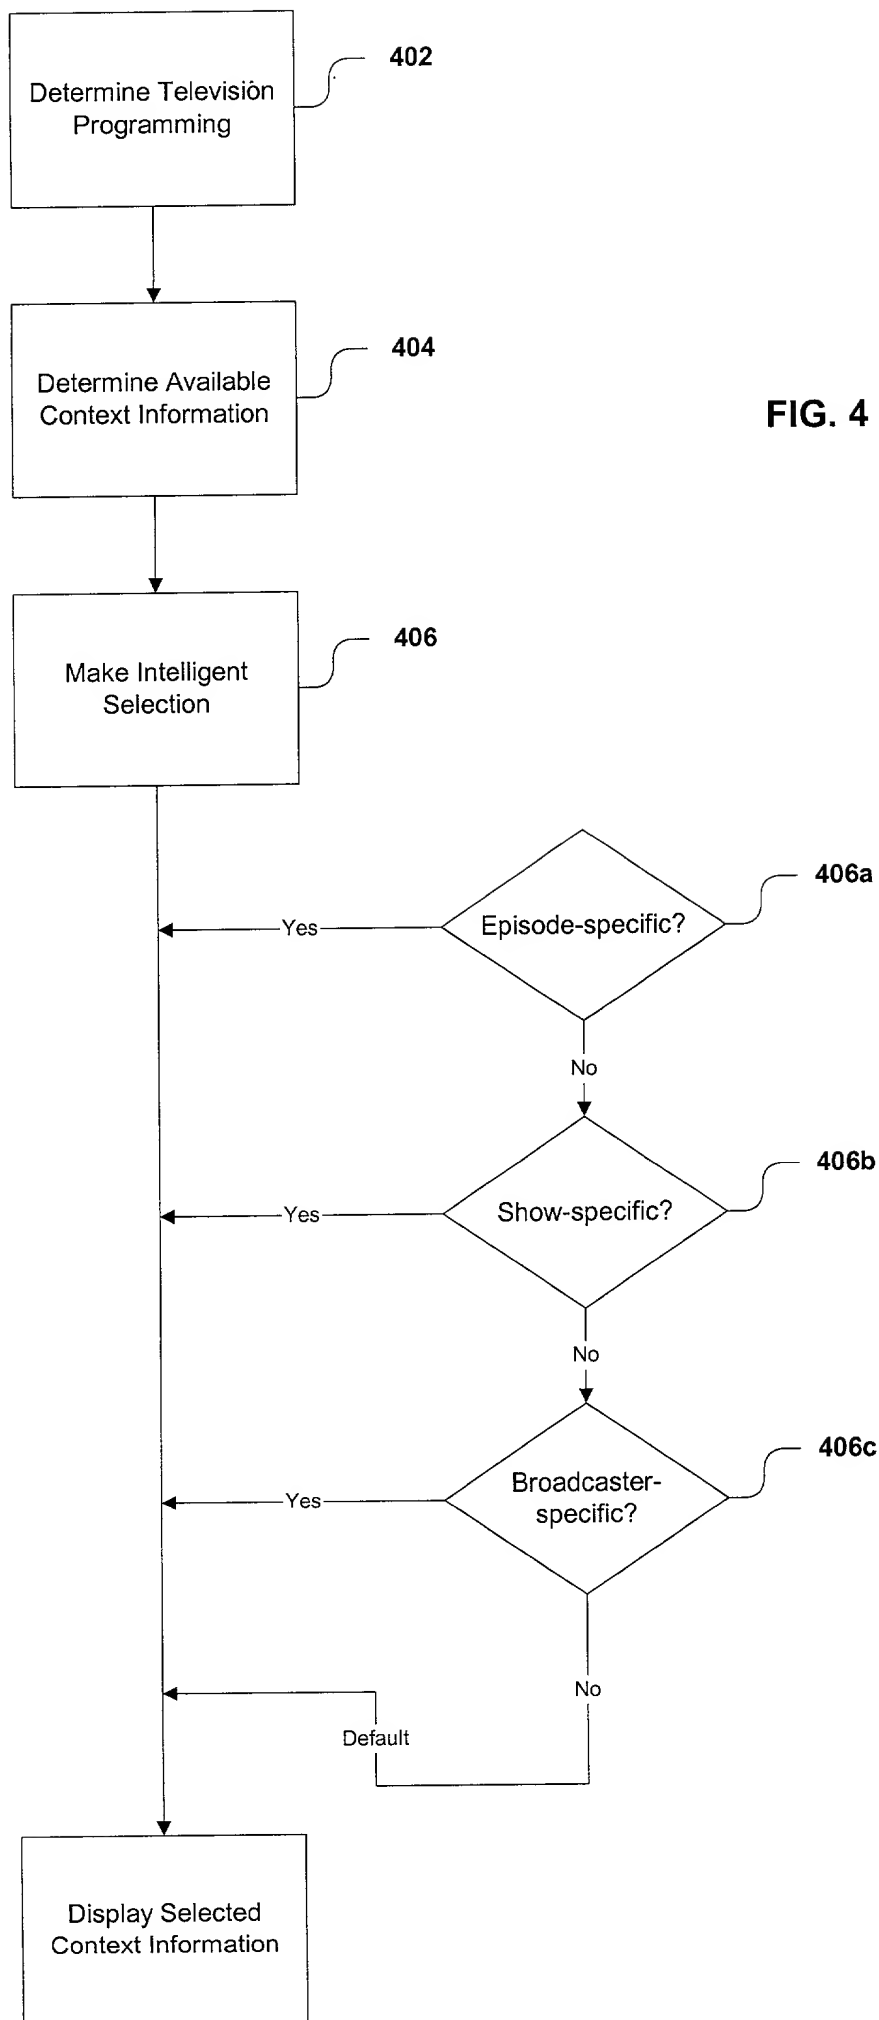 402
Determine Television
Programming
404
Determine Available
Context Information
FIG. 4
406
Make Intelligent
Selection
406a
Episode-specific?
Yes
No
406b
Show-specific?
Yes
No
406c
Broadcaster-
specific?
Yes
No
Default
Display Selected
Context Information